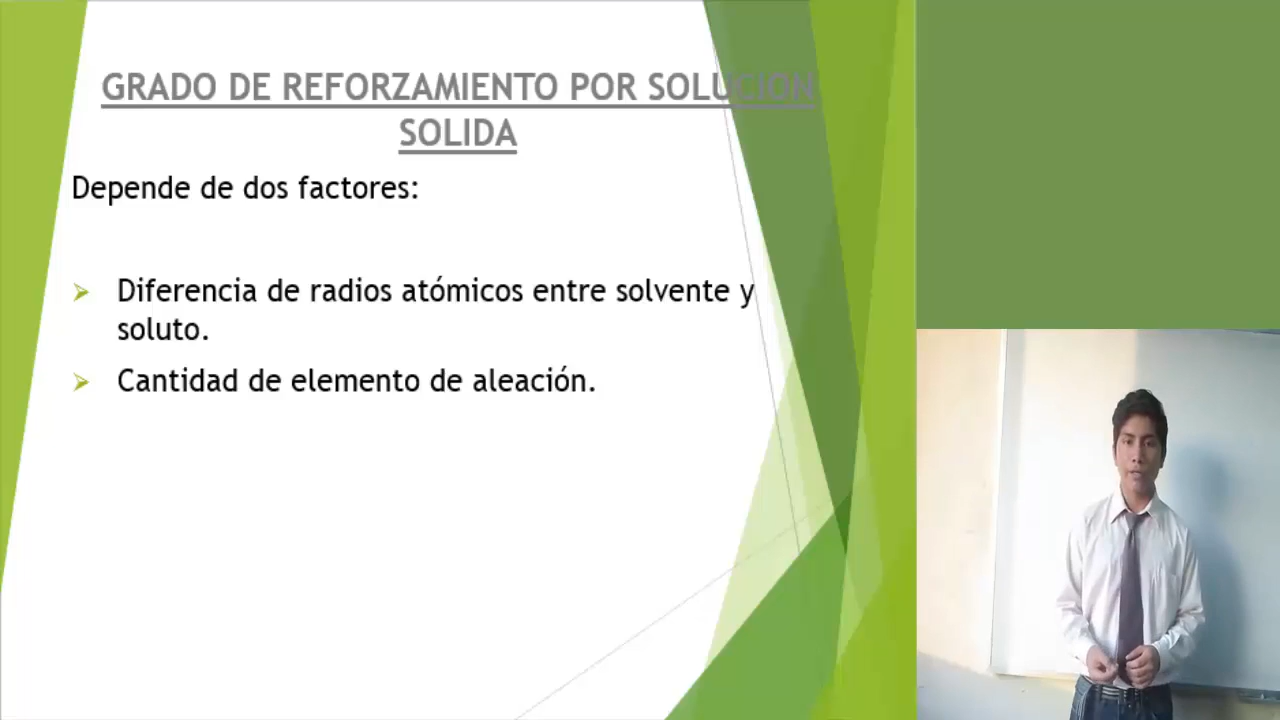 GRADO DE REFORZAMIENTO POR SOLUCION
SOLIDA
Depende de dos factores:
Diferencia de radios atómicos entre solvente y
soluto.
Cantidad de elemento de aleación.